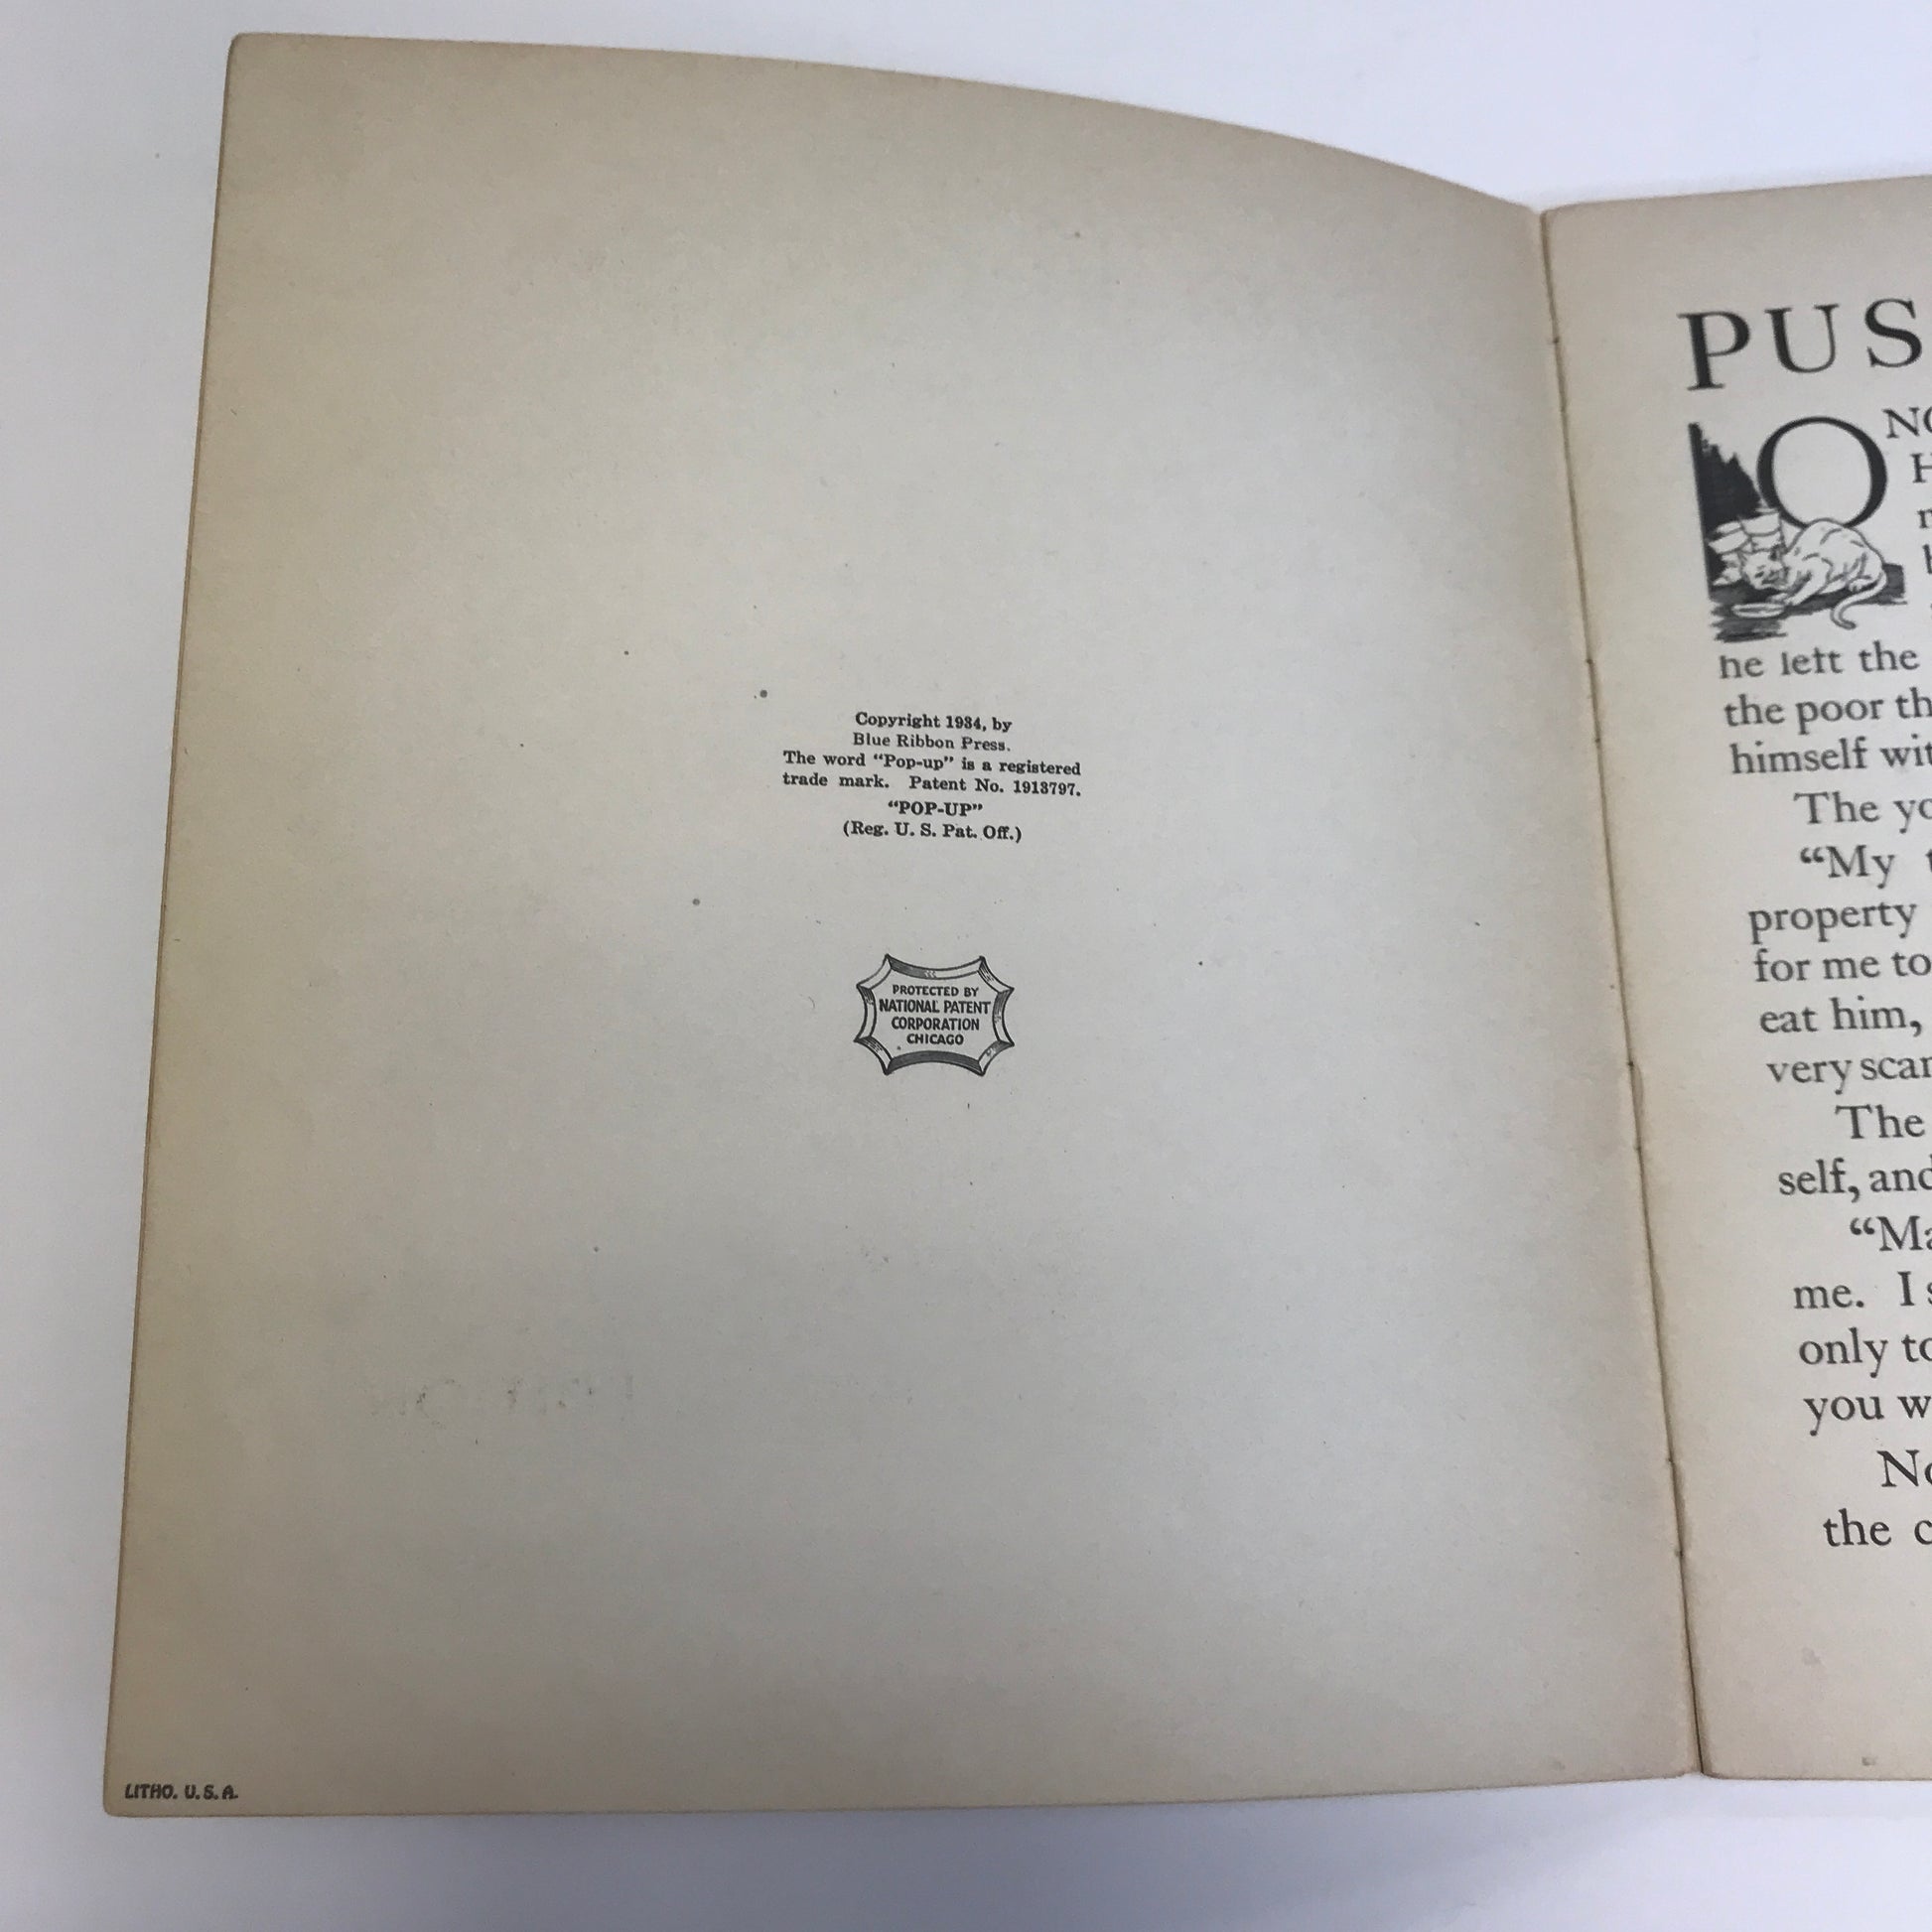 Copyright 1934, by
Blue Ribbon Press.
The word “Pop-up” is a registered
trade mark. Patent No. 1913797.
“POP-UP”
(Reg. U. S. Pat. Off.)
PROTECTED BY
NATIONAL PATENT
CORPORATION
CHICAGO
LITHO. U. S. A.
PUS
O
he left the
the poor th
himself wit
The yo
“My t
property
for me to
eat him,
very scar
The
self, and
“Ma
me. I s
only to
you w
No
the c